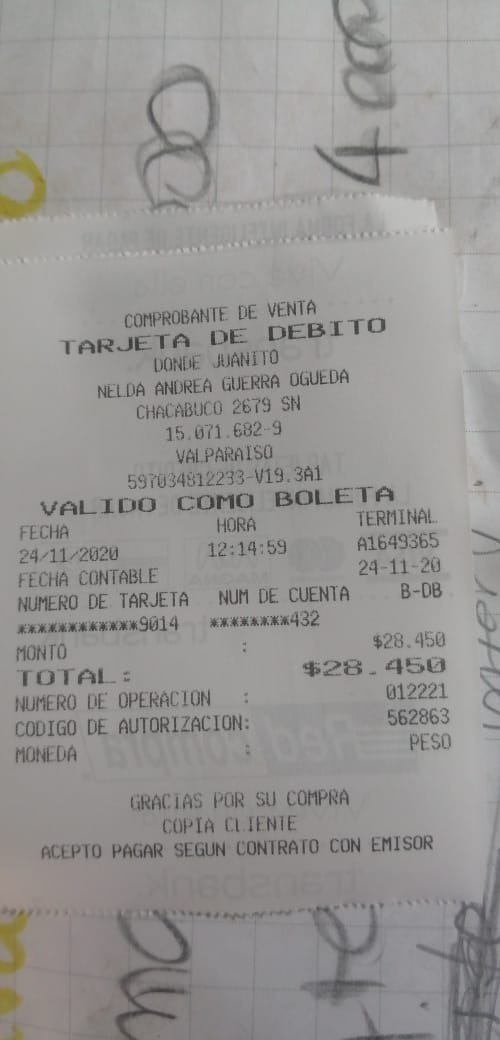 COMPROBANTE DE VENTA
TARJETA DE DEBITO
DONDE JUANITO
NELDA ANDREA GUERRA OGUEDA
CHACABUCO 2679 SN
15.071.682-9
VALPARAISO
597034812233-V19.3A1
VALIDO COMO BOLETA
FECHA HORA TERMINAL
24/11/2020 12:14:59 A1649365
FECHA CONTABLE 24-11-20
NUMERO DE TARJETA NUM DE CUENTA B-DB
************9014 ********432
MONTO : $28.450
TOTAL: $28.450
NUMERO DE OPERACION : 012221
CODIGO DE AUTORIZACION: 562863
MONEDA : PESO
GRACIAS POR SU COMPRA
COPIA CLIENTE
ACEPTO PAGAR SEGUN CONTRATO CON EMISOR